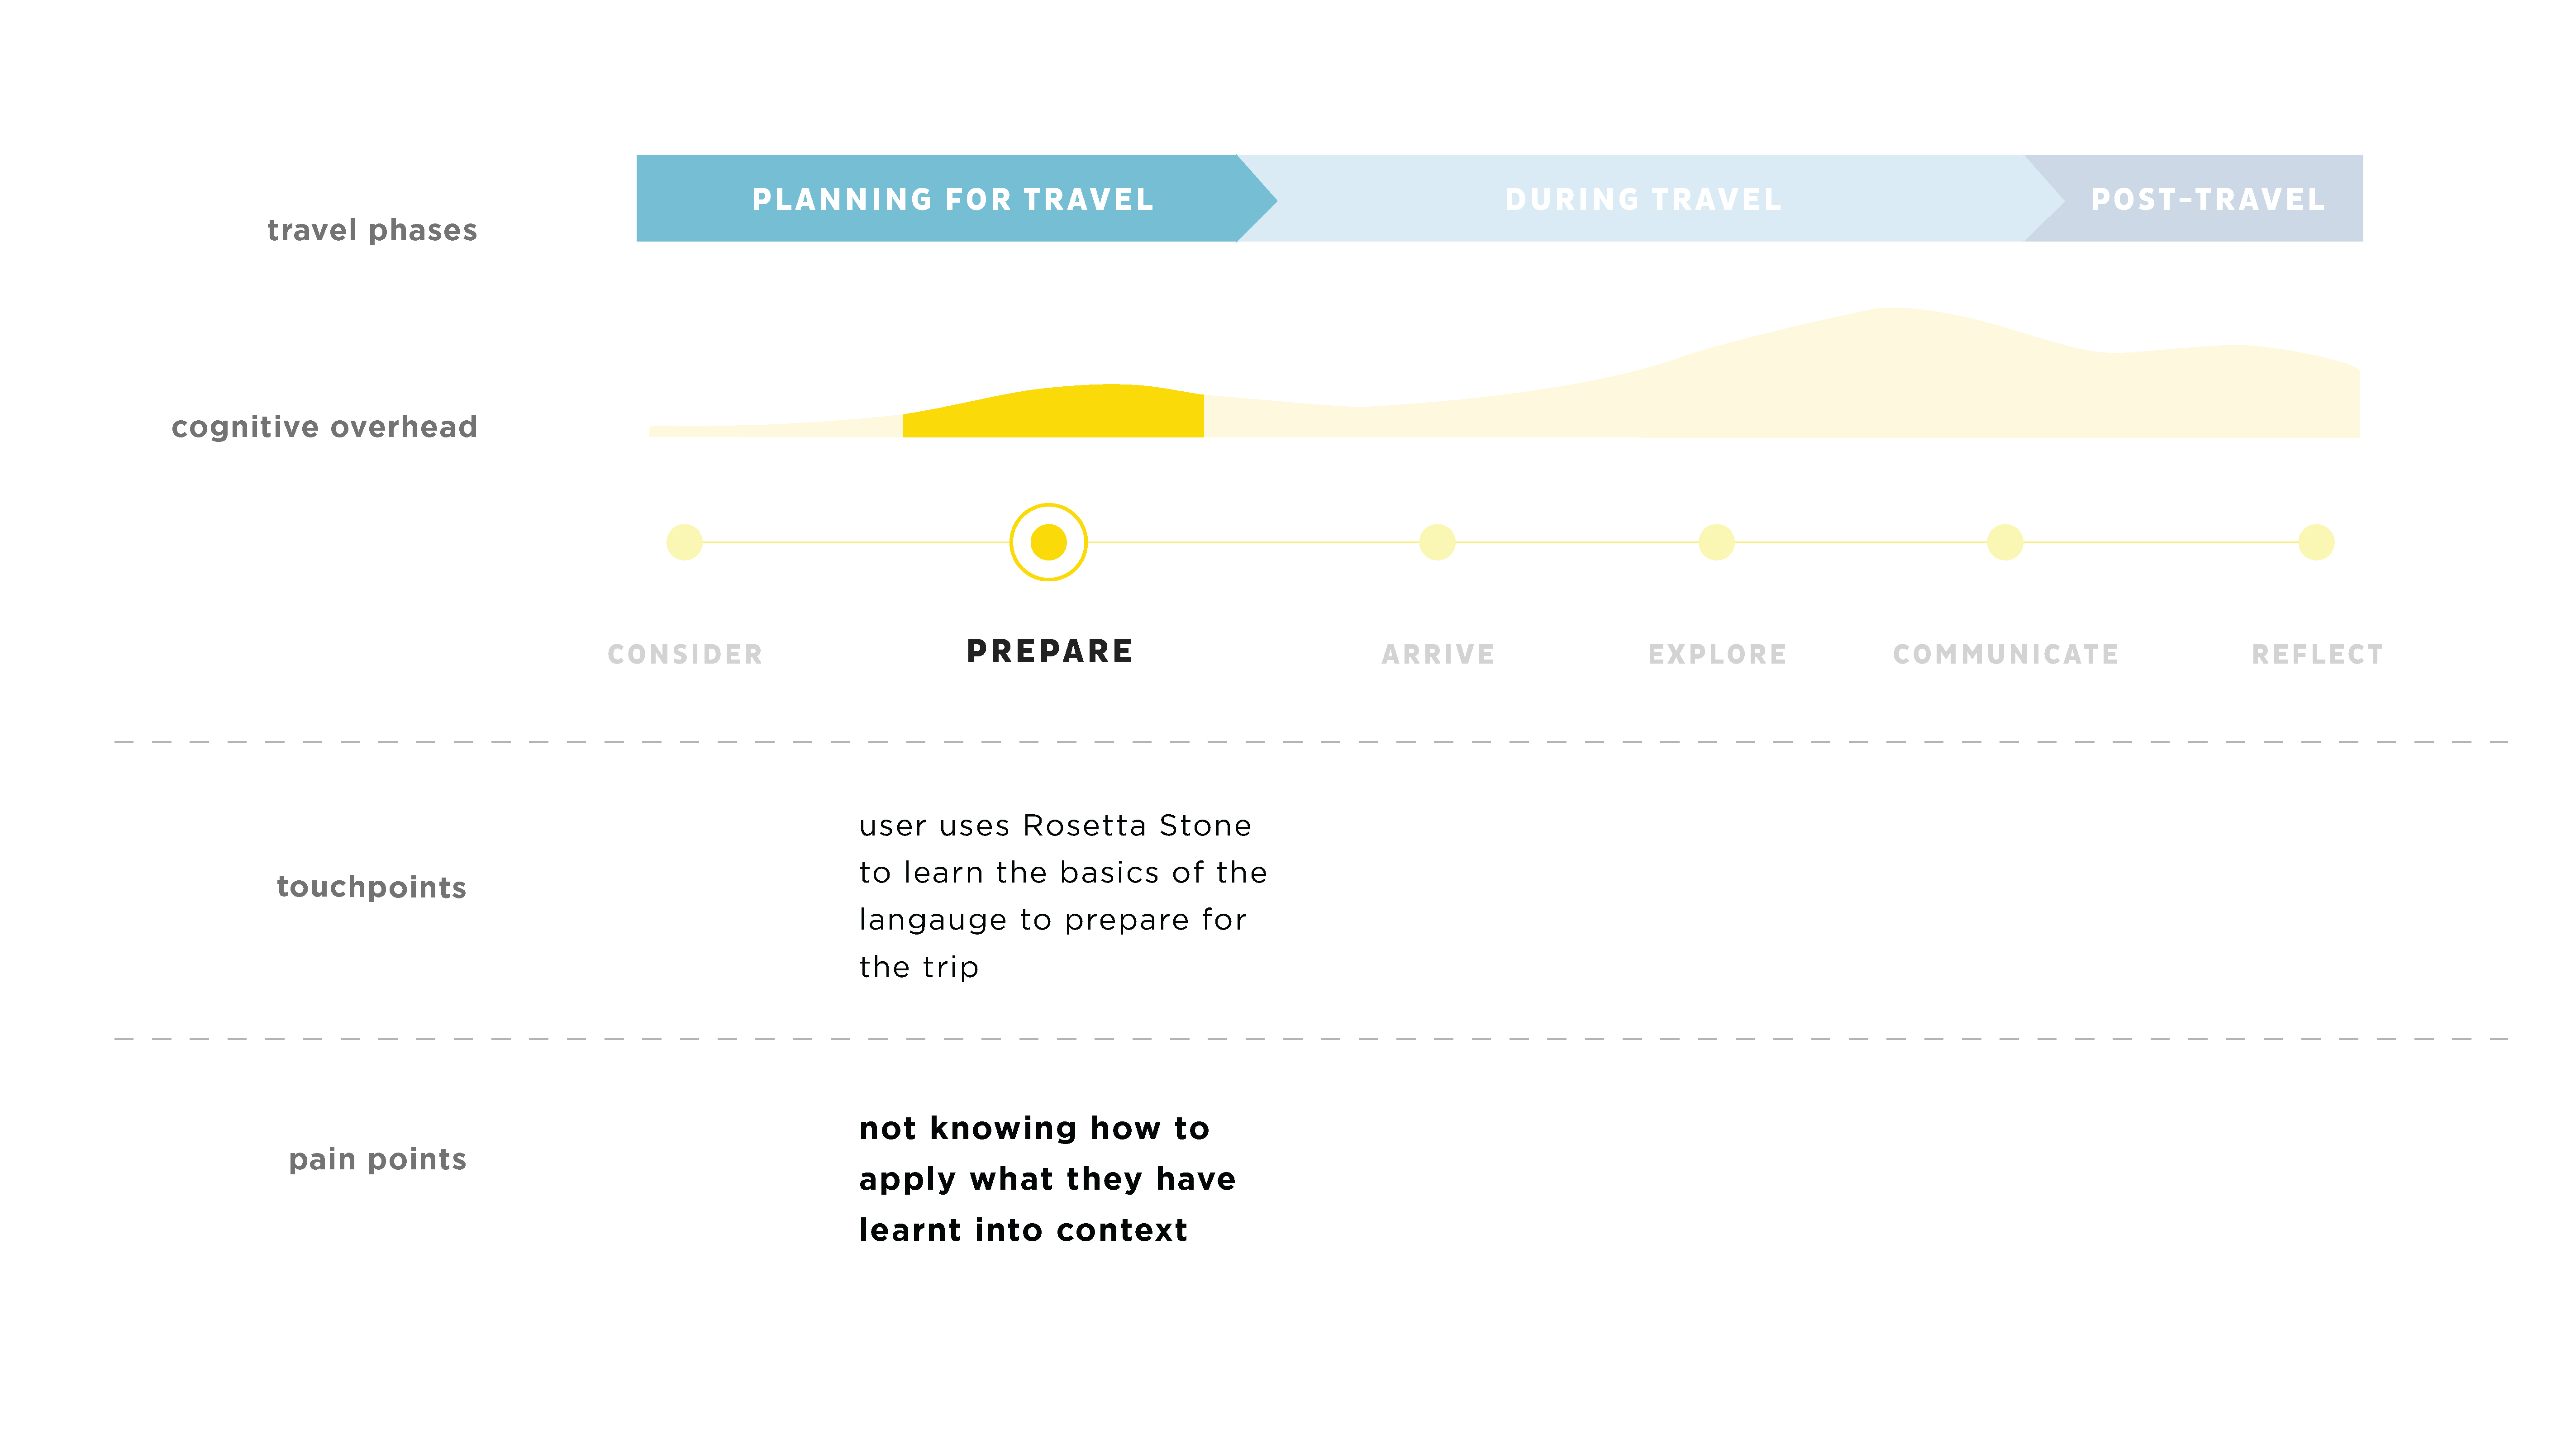 travel phases
PLANNING FOR TRAVEL
DURING TRAVEL
POST-TRAVEL
cognitive overhead
CONSIDER
PREPARE
ARRIVE
EXPLORE
COMMUNICATE
REFLECT
touchpoints
user uses Rosetta Stone
to learn the basics of the
langauge to prepare for
the trip
pain points
not knowing how to
apply what they have
learnt into context